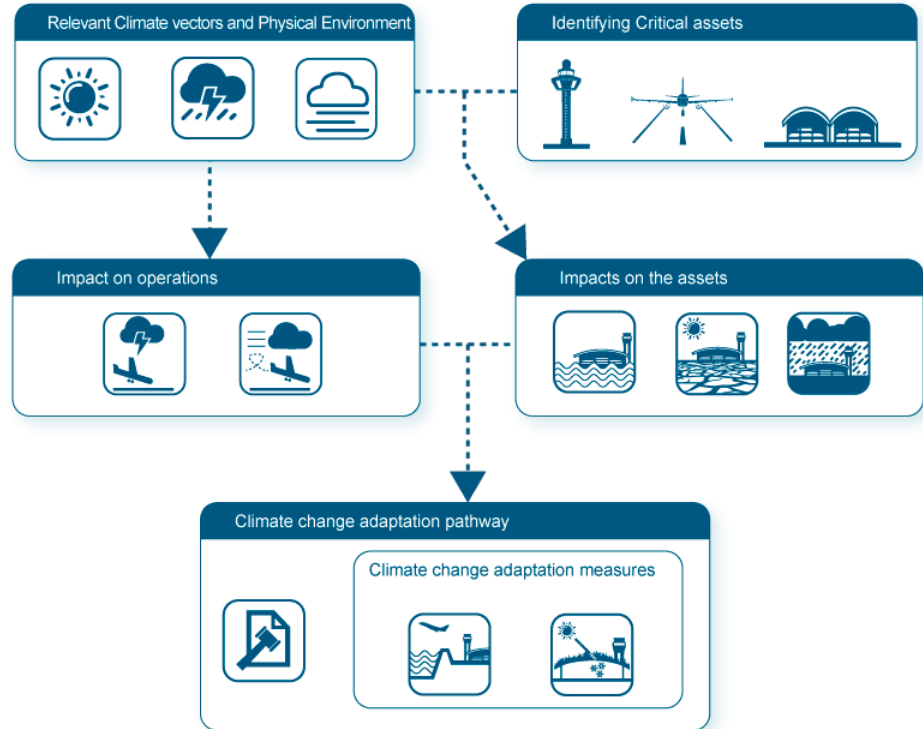 Relevant Climate vectors and Physical Environment
Identifying Critical assets
Impact on operations
Impacts on the assets
Climate change adaptation pathway
Climate change adaptation measures